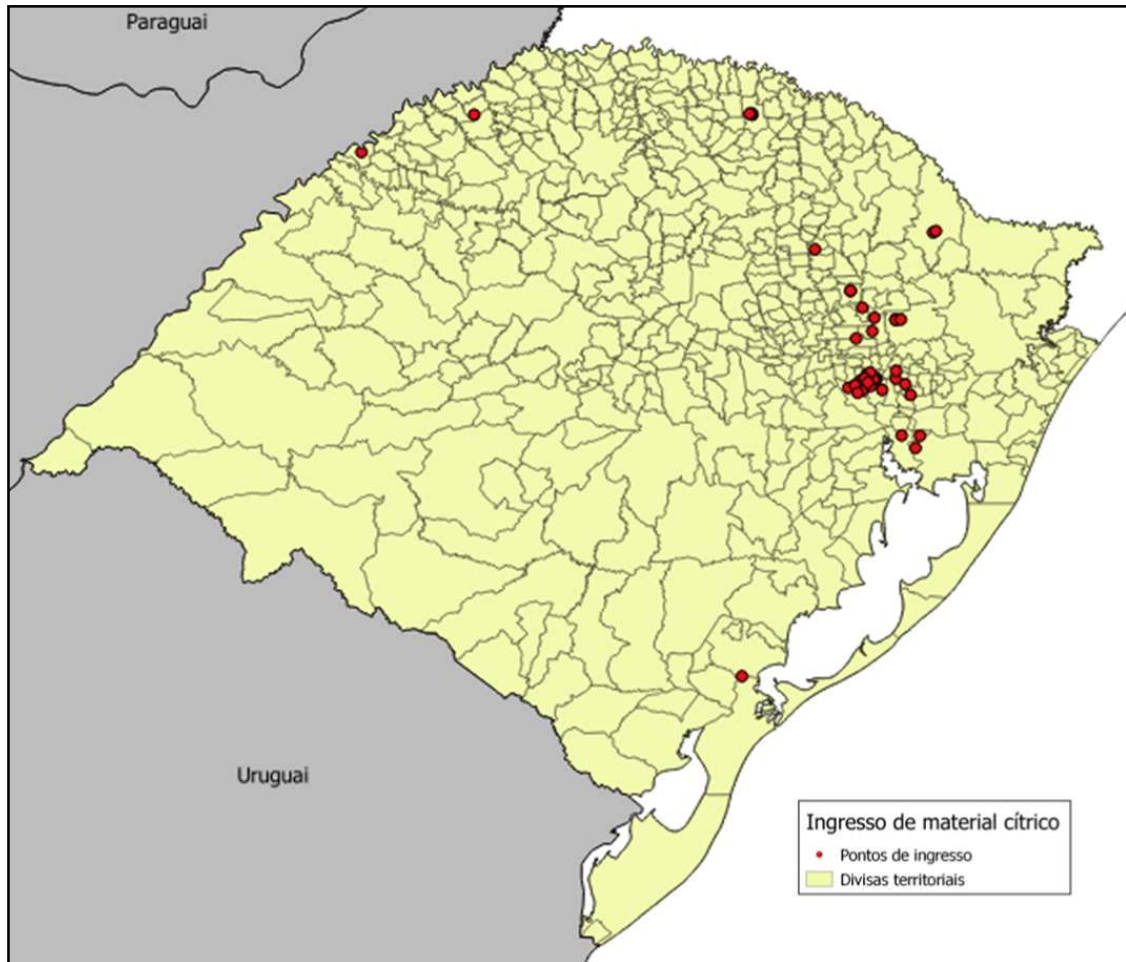 Paraguai
Uruguai
Ingresso de material cítrico
Pontos de ingresso
Divisas territoriais